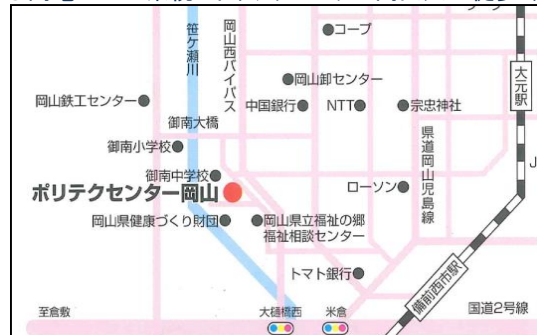 コープ
笹ケ瀬川
岡山西バイパス
岡山卸センター
大元駅
岡山鉄工センター
中国銀行
NTT
宗忠神社
御南大橋
御南小学校
県道岡山児島線
J
御南中学校
ポリテクセンター岡山
ローソン
岡山県健康づくり財団
岡山県立福祉の郷
福祉相談センター
トマト銀行
備前西市駅
至倉敷
大樋橋西
米倉
国道2号線